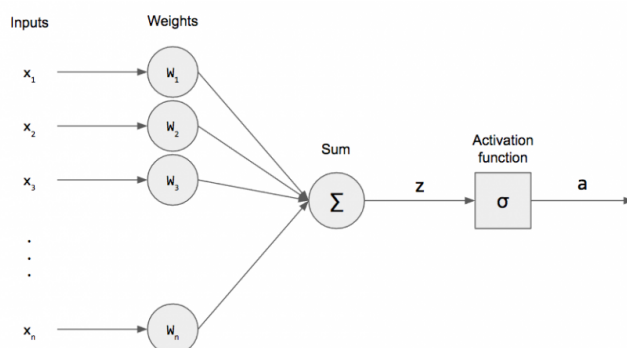 Inputs
Weights
x₁
W₁
x₂
W₂
x₃
W₃
Sum
Σ
z
Activation
function
σ
a
.
.
.
xₙ
Wₙ